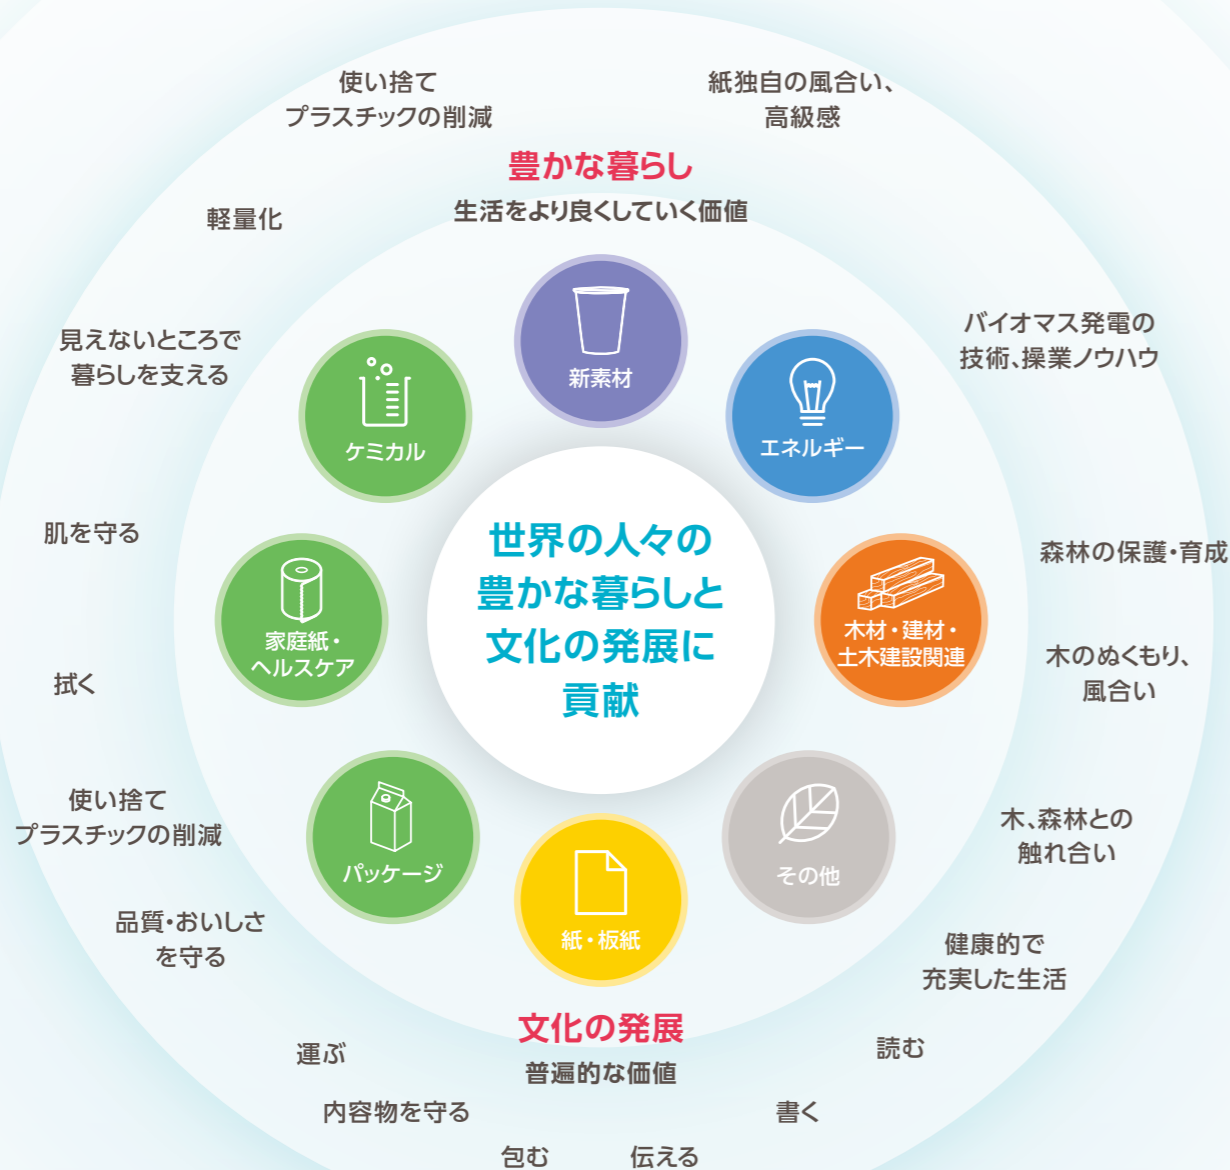 使い捨て
プラスチックの削減
紙独自の風合い、
高級感
豊かな暮らし
生活をより良くしていく価値
軽量化
見えないところで
暮らしを支える
バイオマス発電の
技術、操業ノウハウ
新素材
ケミカル
エネルギー
肌を守る
森林の保護・育成
世界の人々の
豊かな暮らしと
文化の発展に
貢献
家庭紙・
ヘルスケア
木材・建材・
土木建設関連
拭く
木のぬくもり、
風合い
使い捨て
プラスチックの削減
木、森林との
触れ合い
パッケージ
その他
紙・板紙
品質・おいしさ
を守る
健康的で
充実した生活
文化の発展
普遍的な価値
運ぶ
読む
内容物を守る
書く
包む
伝える